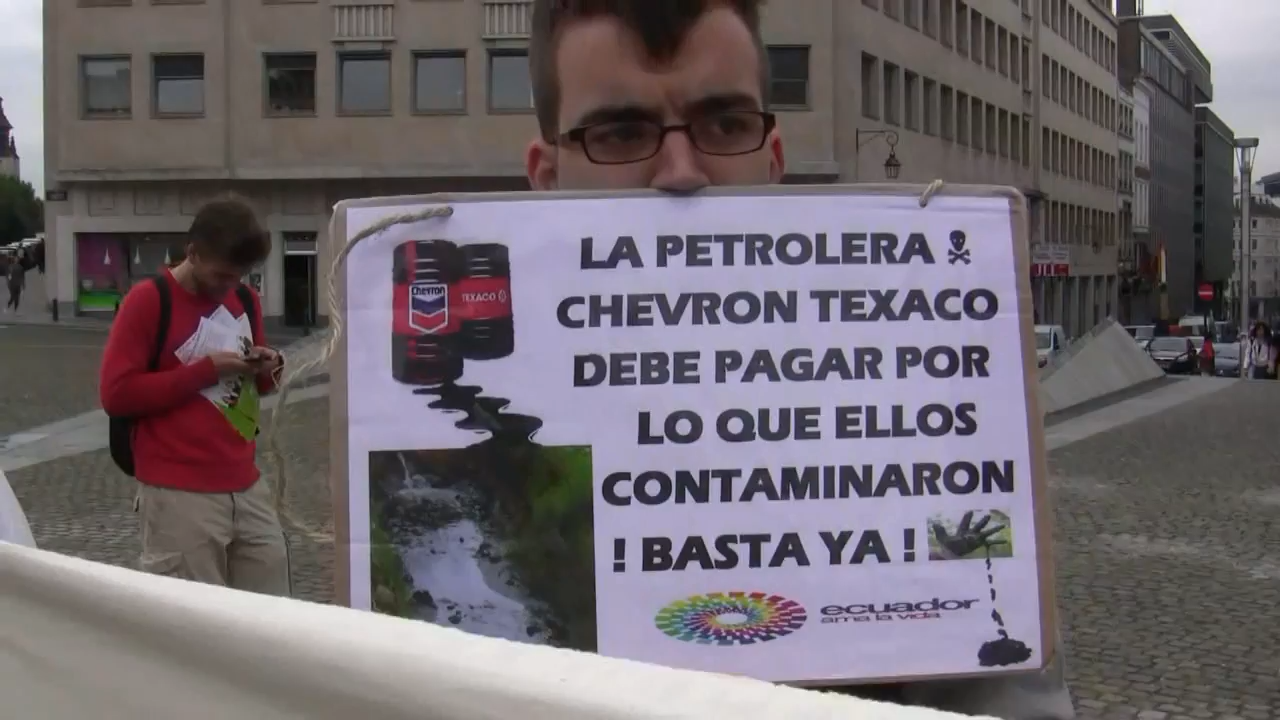 LA PETROLERA
CHEVRON TEXACO
DEBE PAGAR POR
LO QUE ELLOS
CONTAMINARON
! BASTA YA !
Chevron
TEXACO
ecuador
ama la vida